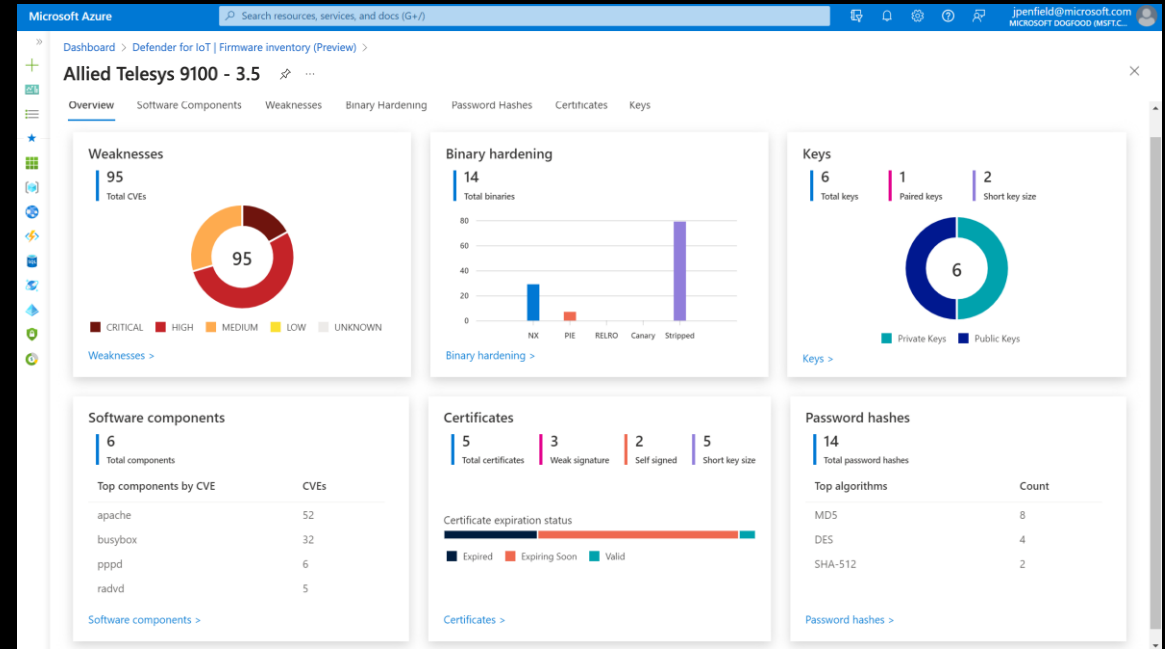 Microsoft Azure
Search resources, services, and docs (G+/)
jpenfield@microsoft.com
MICROSOFT DOGFOOD (MSFT.C...
Dashboard > Defender for IoT | Firmware inventory (Preview) >
Allied Telesys 9100 - 3.5
Overview Software Components Weaknesses Binary Hardening Password Hashes Certificates Keys
Weaknesses
95
Total CVEs
95
CRITICAL HIGH MEDIUM LOW UNKNOWN
Weaknesses >
Binary hardening
14
Total binaries
80
60
40
20
0
NX PIE RELRO Canary Stripped
Binary hardening >
Keys
6 1 2
Total keys Paired keys Short key size
6
Private Keys Public Keys
Keys >
Software components
6
Total components
Top components by CVE CVEs
apache 52
busybox 32
pppd 6
radvd 5
Software components >
Certificates
5 3 2 5
Total certificates Weak signature Self signed Short key size
Certificate expiration status
Expired Expiring Soon Valid
Certificates >
Password hashes
14
Total password hashes
Top algorithms Count
MD5 8
DES 4
SHA-512 2
Password hashes >